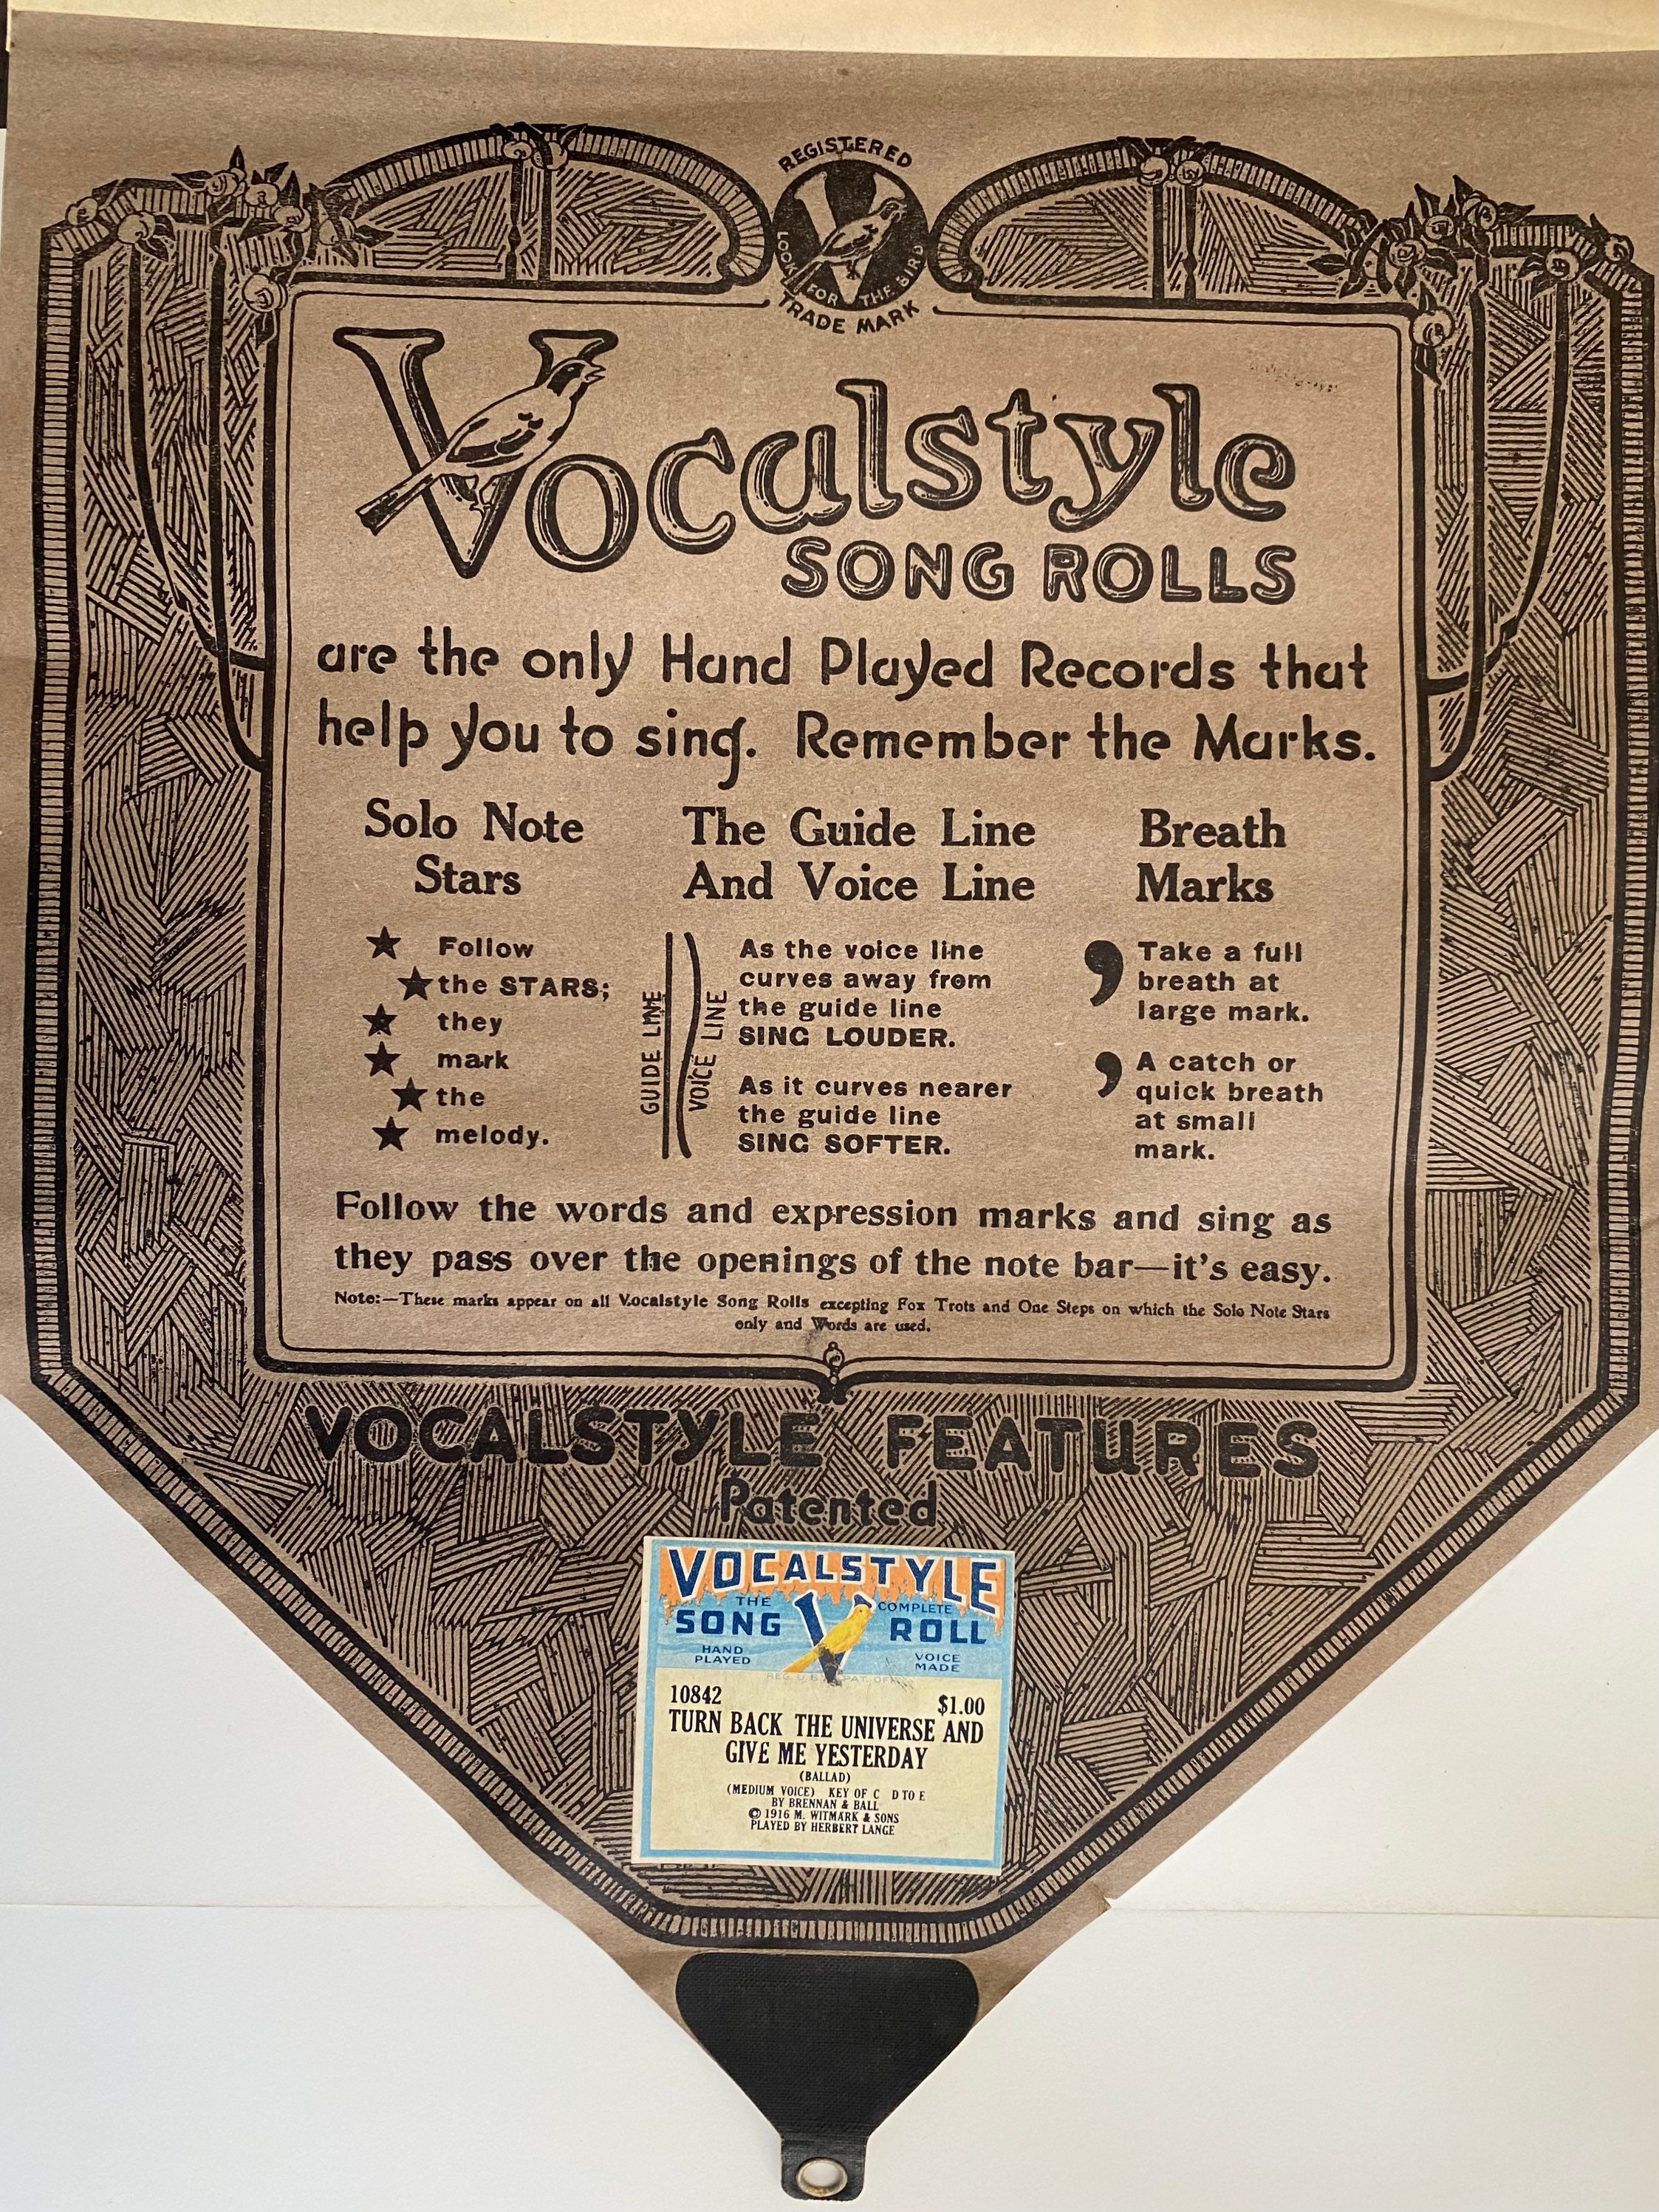 REGISTERED
LOOK FOR THE BIRD
TRADE MARK
Vocalstyle
SONG ROLLS
are the only Hand Played Records that
help you to sing. Remember the Marks.
Solo Note
Stars
★ Follow
★ the STARS;
★ they
★ mark
★ the
★ melody.
The Guide Line
And Voice Line
GUIDE LINE
VOICE LINE
As the voice line
curves away from
the guide line
SING LOUDER.
As it curves nearer
the guide line
SING SOFTER.
Breath
Marks
, Take a full
breath at
large mark.
, A catch or
quick breath
at small
mark.
Follow the words and expression marks and sing as
they pass over the openings of the note bar—it's easy.
Note:—These marks appear on all Vocalstyle Song Rolls excepting Fox Trots and One Steps on which the Solo Note Stars
only and Words are used.
VOCALSTYLE FEATURES
Patented
VOCALSTYLE
THE V COMPLETE
SONG ROLL
HAND PLAYED
VOICE MADE
REG. U.S. PAT. OFF.
10842 $1.00
TURN BACK THE UNIVERSE AND
GIVE ME YESTERDAY
(BALLAD)
(MEDIUM VOICE) KEY OF C D TO E
BY BRENNAN & BALL
© 1916 M. WITMARK & SONS
PLAYED BY HERBERT LANGE